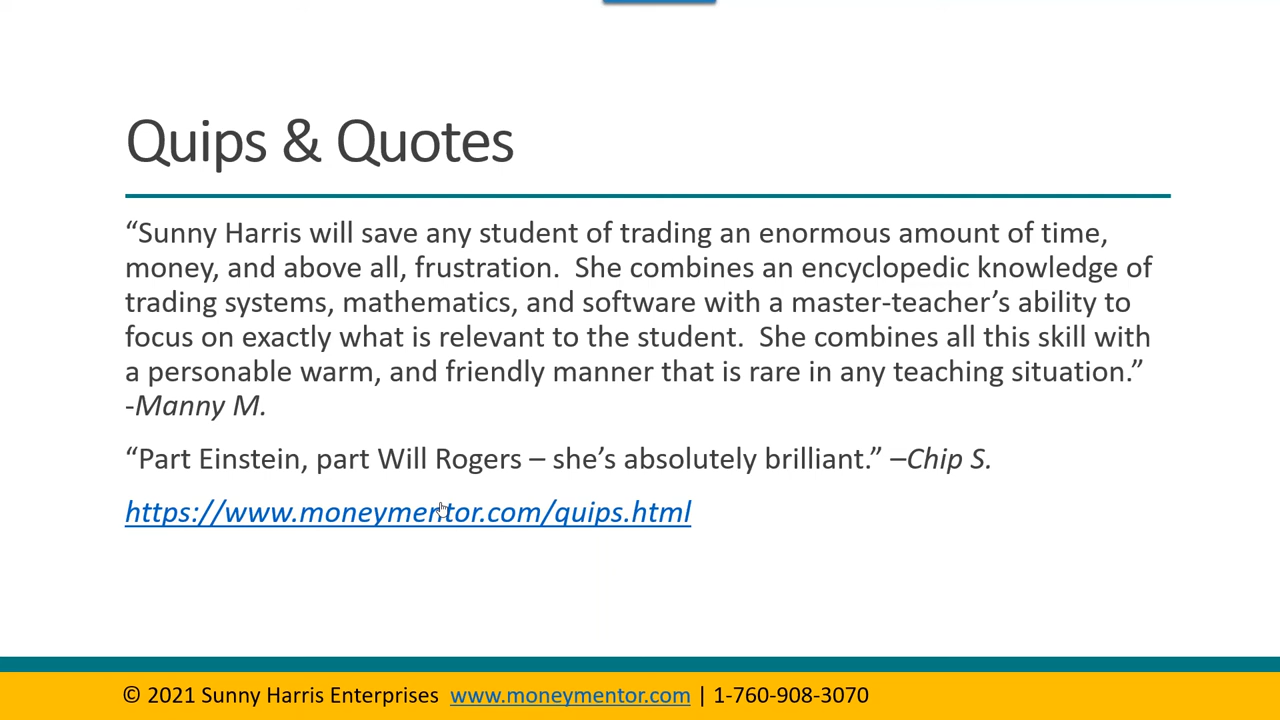 Quips & Quotes
“Sunny Harris will save any student of trading an enormous amount of time,
money, and above all, frustration.  She combines an encyclopedic knowledge of
trading systems, mathematics, and software with a master-teacher’s ability to
focus on exactly what is relevant to the student.  She combines all this skill with
a personable warm, and friendly manner that is rare in any teaching situation.”
-Manny M.
“Part Einstein, part Will Rogers – she’s absolutely brilliant.” –Chip S.
https://www.moneymentor.com/quips.html
© 2021 Sunny Harris Enterprises  www.moneymentor.com | 1-760-908-3070